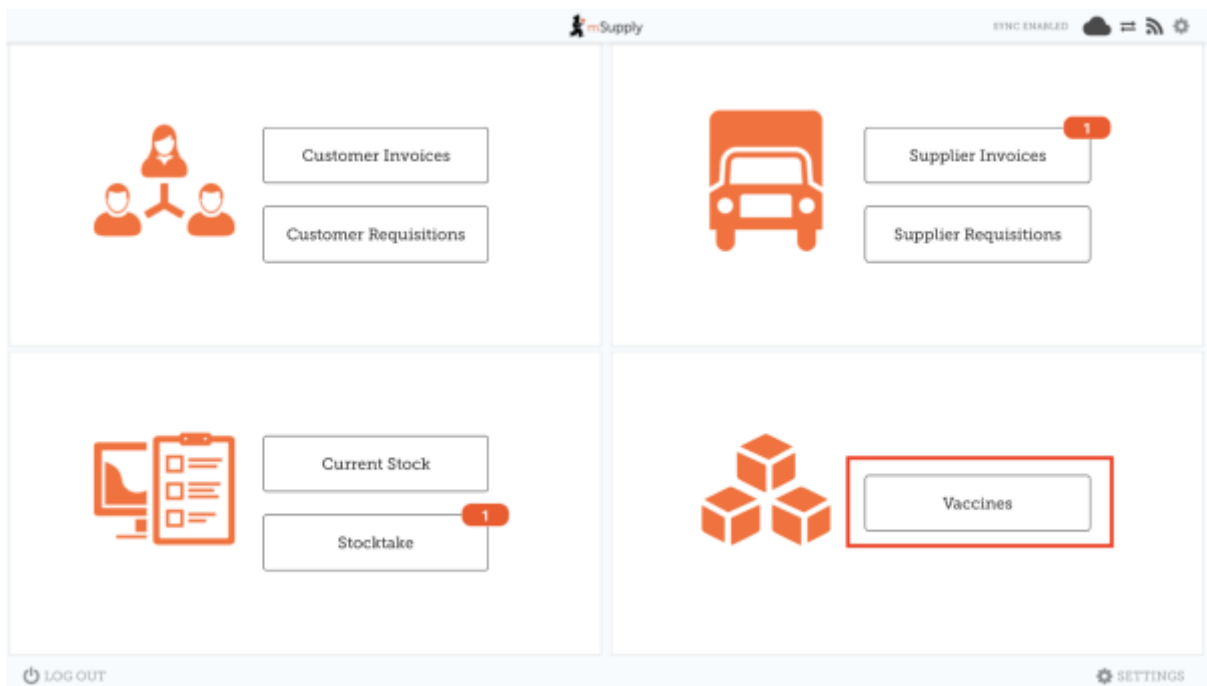 mSupply
SYNC ENABLED
Customer Invoices
Customer Requisitions
1
Supplier Invoices
Supplier Requisitions
Current Stock
1
Stocktake
Vaccines
LOG OUT
SETTINGS